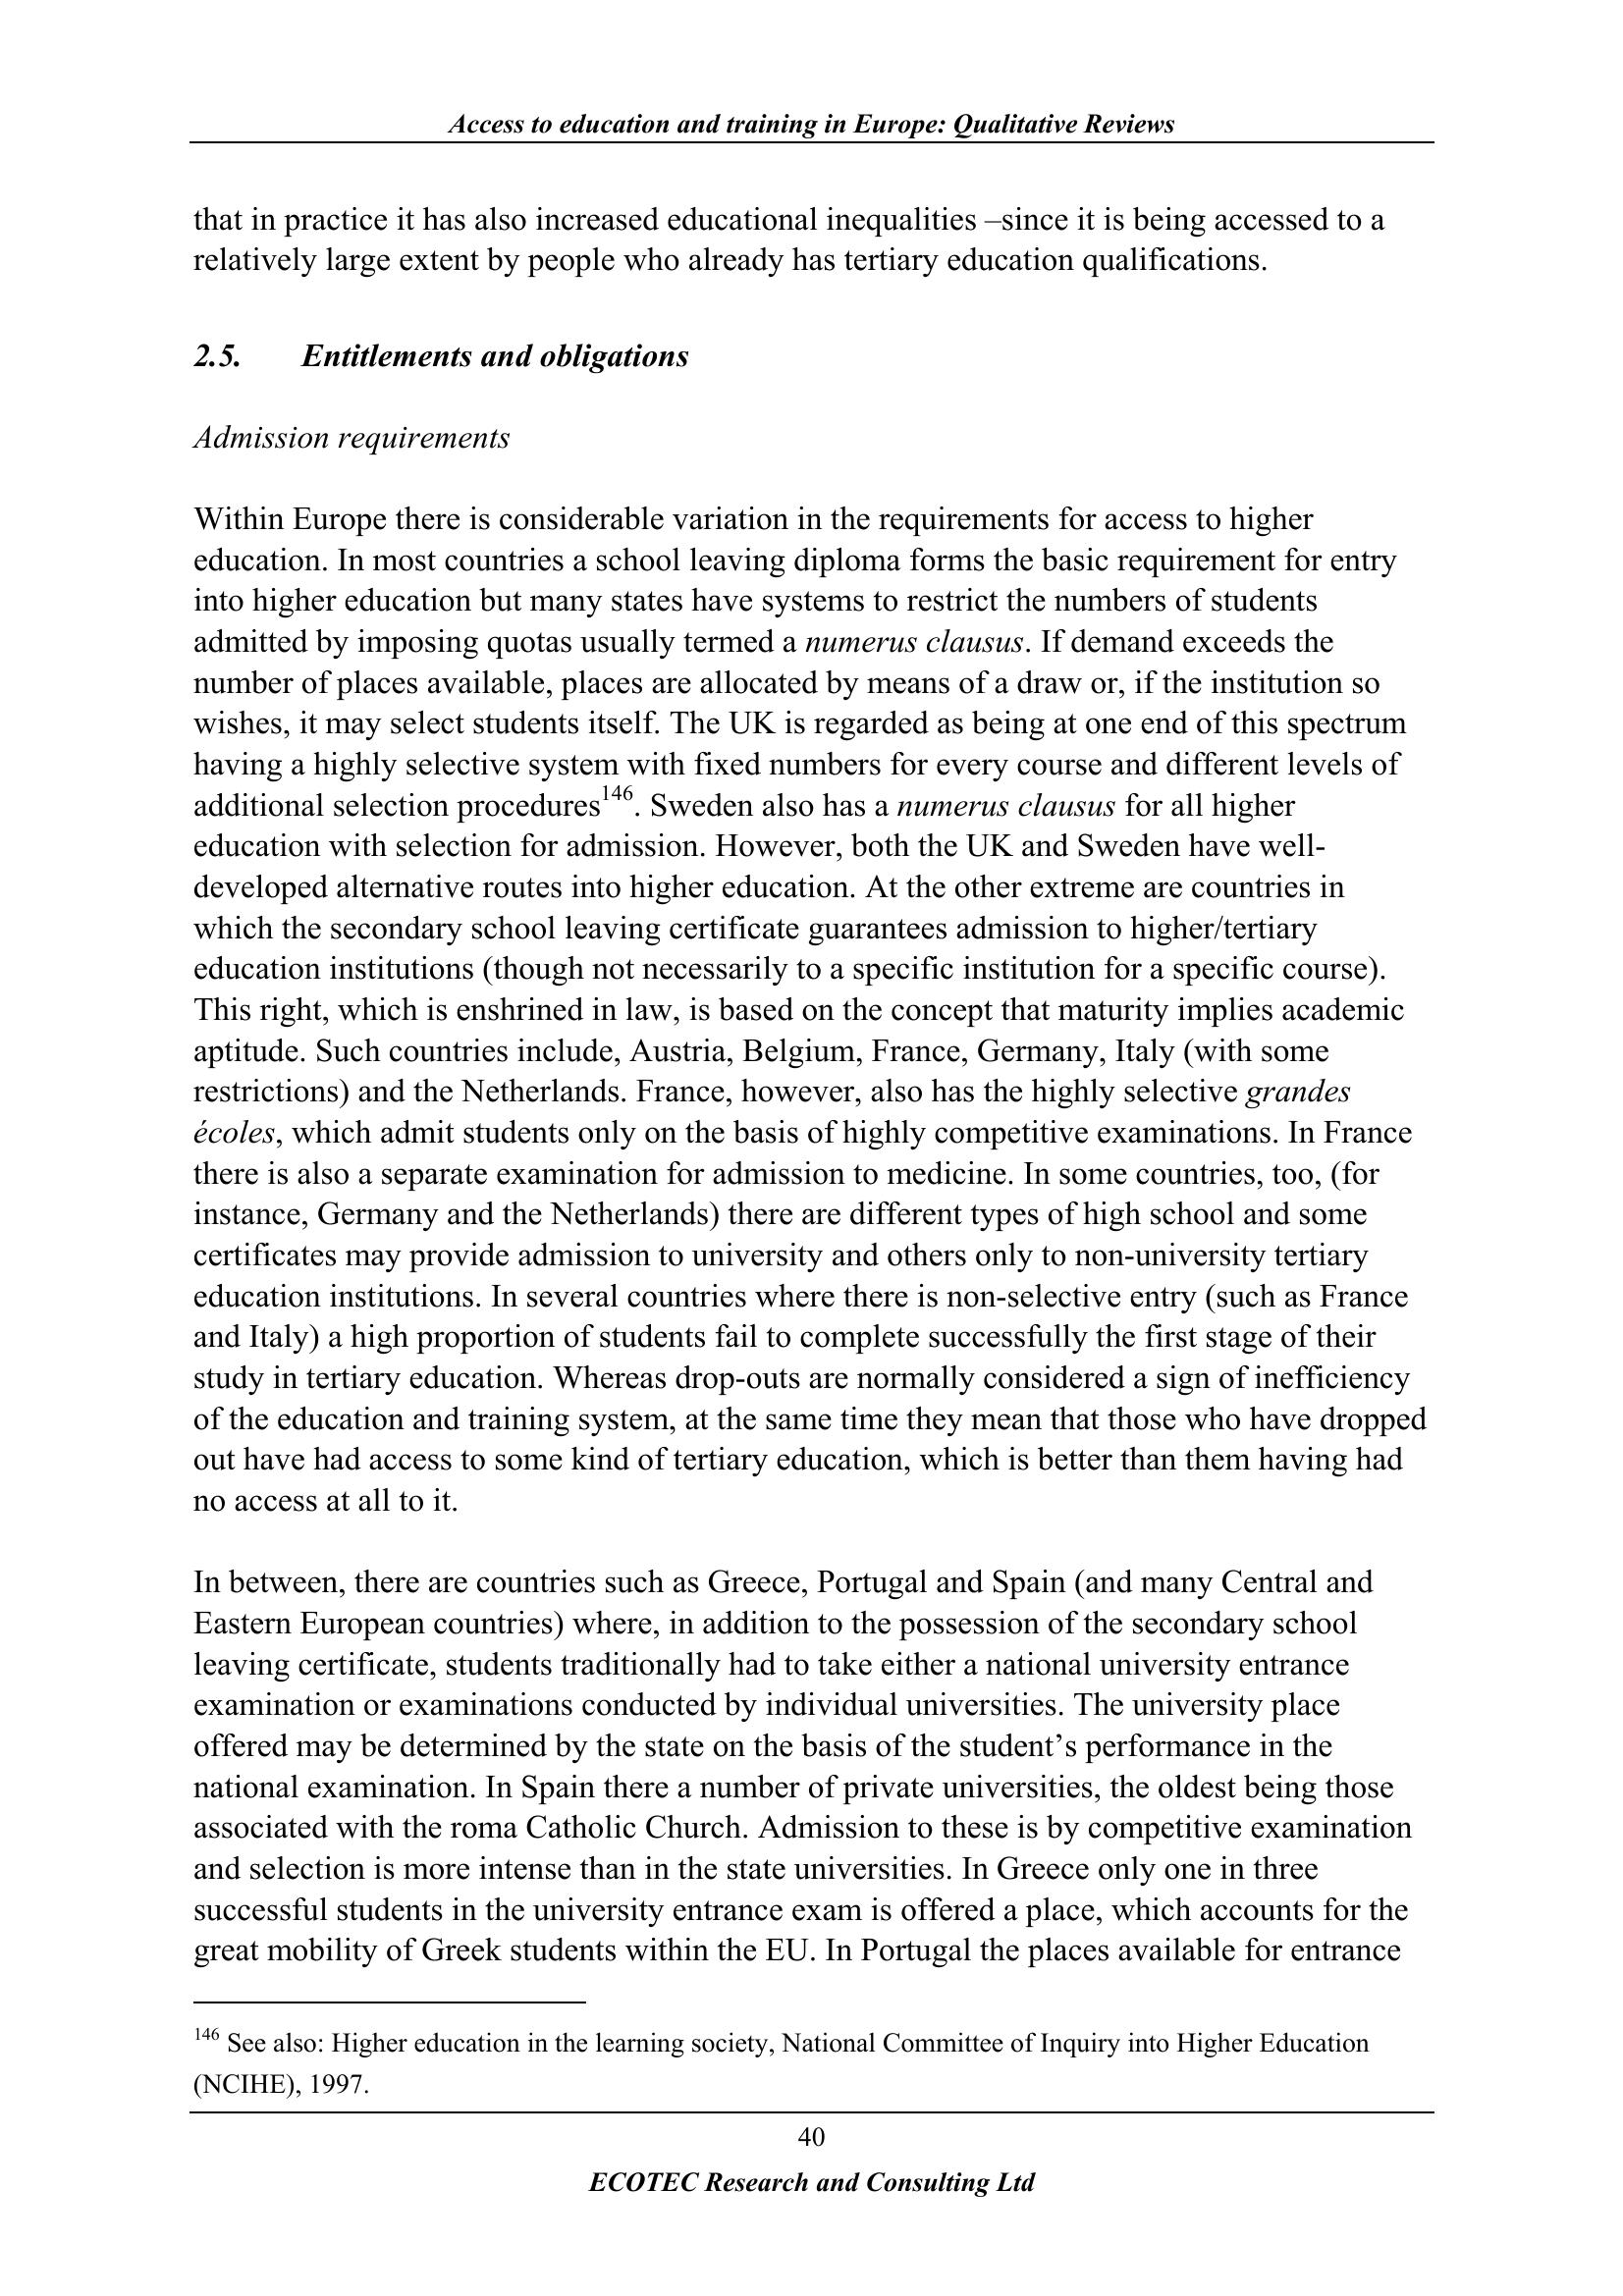 Access to education and training in Europe: Qualitative Reviews
that in practice it has also increased educational inequalities –since it is being accessed to a
relatively large extent by people who already has tertiary education qualifications.
2.5. Entitlements and obligations
Admission requirements
Within Europe there is considerable variation in the requirements for access to higher
education. In most countries a school leaving diploma forms the basic requirement for entry
into higher education but many states have systems to restrict the numbers of students
admitted by imposing quotas usually termed a numerus clausus. If demand exceeds the
number of places available, places are allocated by means of a draw or, if the institution so
wishes, it may select students itself. The UK is regarded as being at one end of this spectrum
having a highly selective system with fixed numbers for every course and different levels of
additional selection procedures146. Sweden also has a numerus clausus for all higher
education with selection for admission. However, both the UK and Sweden have well-
developed alternative routes into higher education. At the other extreme are countries in
which the secondary school leaving certificate guarantees admission to higher/tertiary
education institutions (though not necessarily to a specific institution for a specific course).
This right, which is enshrined in law, is based on the concept that maturity implies academic
aptitude. Such countries include, Austria, Belgium, France, Germany, Italy (with some
restrictions) and the Netherlands. France, however, also has the highly selective grandes
écoles, which admit students only on the basis of highly competitive examinations. In France
there is also a separate examination for admission to medicine. In some countries, too, (for
instance, Germany and the Netherlands) there are different types of high school and some
certificates may provide admission to university and others only to non-university tertiary
education institutions. In several countries where there is non-selective entry (such as France
and Italy) a high proportion of students fail to complete successfully the first stage of their
study in tertiary education. Whereas drop-outs are normally considered a sign of inefficiency
of the education and training system, at the same time they mean that those who have dropped
out have had access to some kind of tertiary education, which is better than them having had
no access at all to it.
In between, there are countries such as Greece, Portugal and Spain (and many Central and
Eastern European countries) where, in addition to the possession of the secondary school
leaving certificate, students traditionally had to take either a national university entrance
examination or examinations conducted by individual universities. The university place
offered may be determined by the state on the basis of the student’s performance in the
national examination. In Spain there a number of private universities, the oldest being those
associated with the roma Catholic Church. Admission to these is by competitive examination
and selection is more intense than in the state universities. In Greece only one in three
successful students in the university entrance exam is offered a place, which accounts for the
great mobility of Greek students within the EU. In Portugal the places available for entrance
146 See also: Higher education in the learning society, National Committee of Inquiry into Higher Education
(NCIHE), 1997.
40
ECOTEC Research and Consulting Ltd